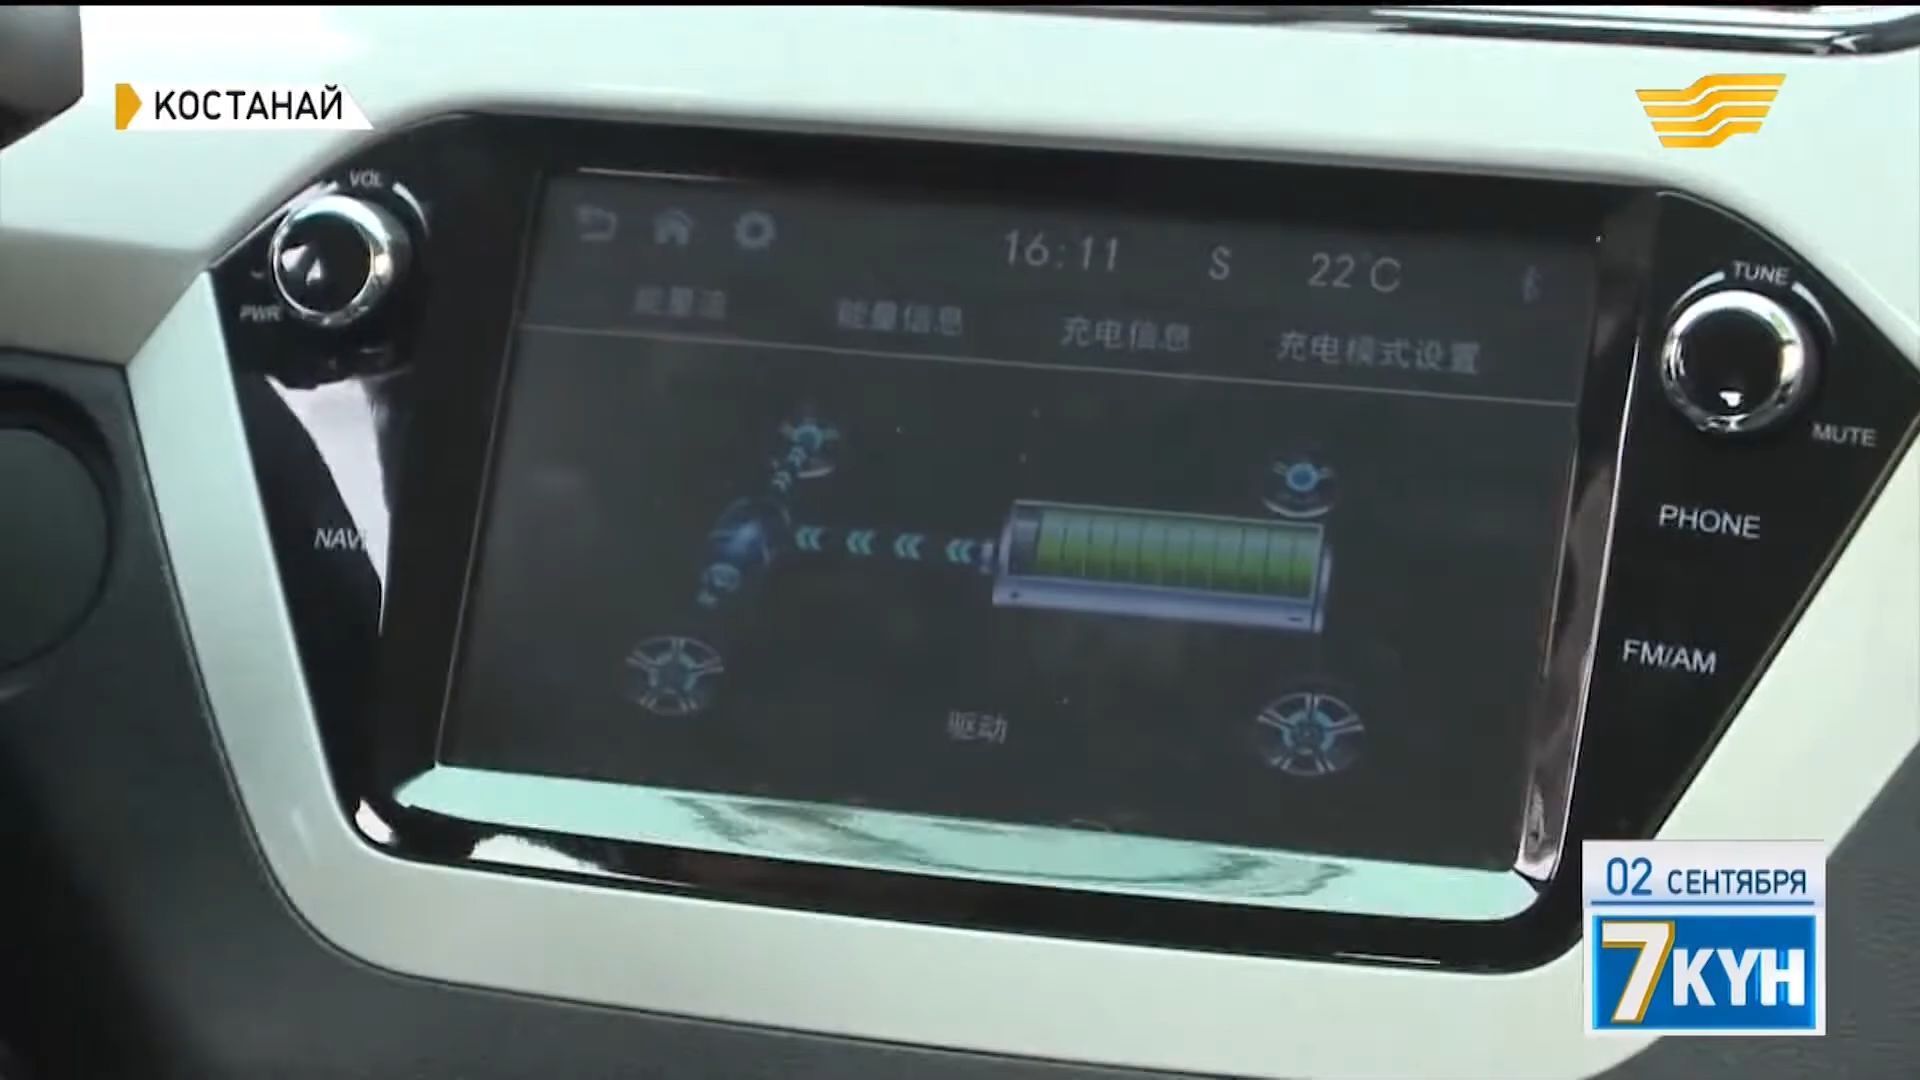 КОСТАНАЙ
VOL
PWR
NAVI
16:11 S 22°C
能量流 能量信息 充电信息 充电模式设置
驱动
TUNE
MUTE
PHONE
FM/AM
02 СЕНТЯБРЯ
7КҮН